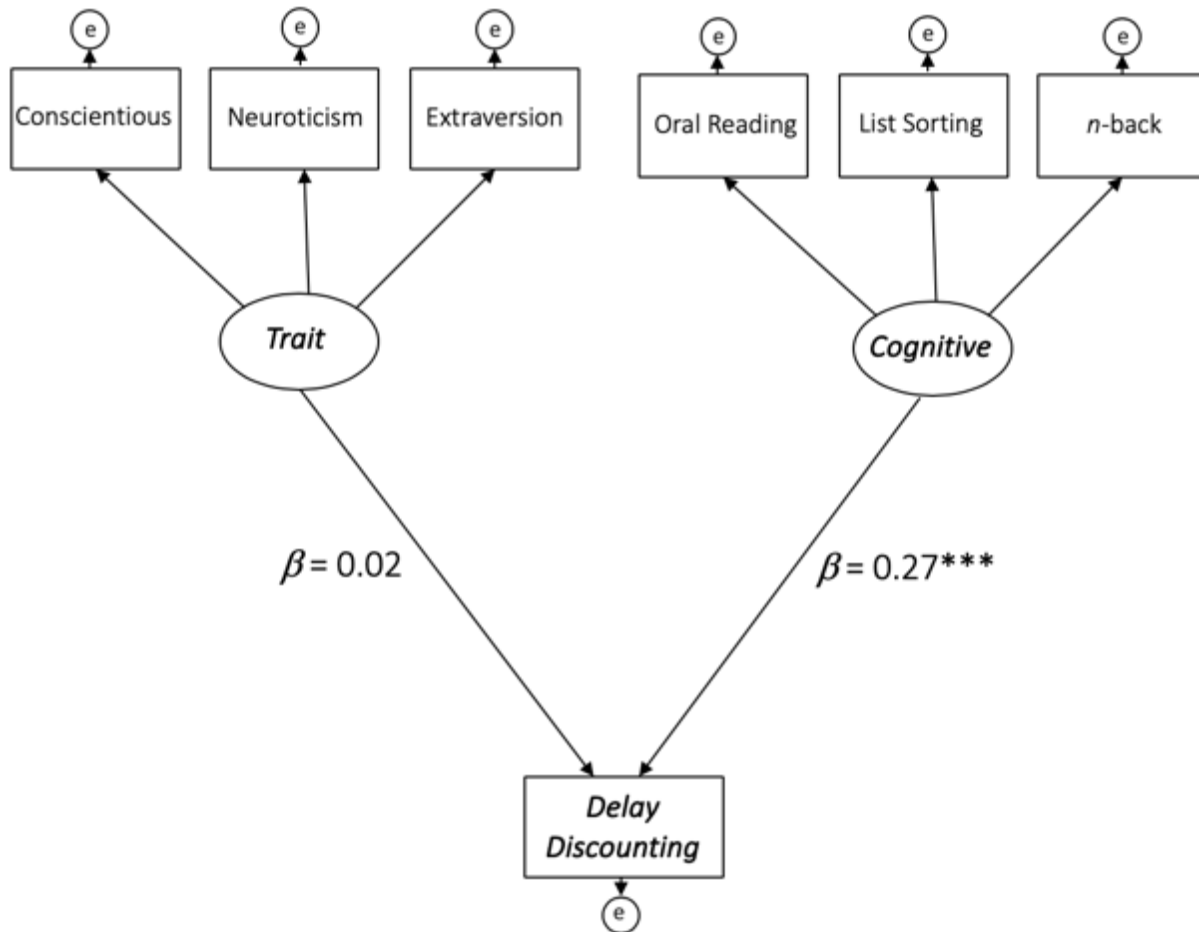 e e e e e e
Conscientious Neuroticism Extraversion Oral Reading List Sorting n-back
Trait Cognitive
β = 0.02 β = 0.27***
Delay
Discounting
e